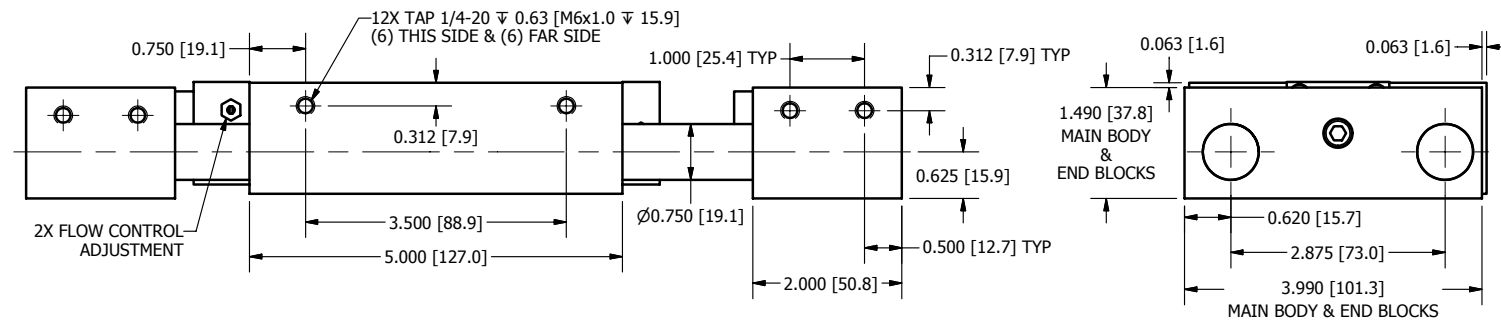 12X TAP 1/4-20 ↧ 0.63 [M6x1.0 ↧ 15.9]
(6) THIS SIDE & (6) FAR SIDE
0.750 [19.1]
1.000 [25.4] TYP
0.312 [7.9] TYP
0.312 [7.9]
0.625 [15.9]
Ø0.750 [19.1]
2X FLOW CONTROL
ADJUSTMENT
3.500 [88.9]
5.000 [127.0]
0.500 [12.7] TYP
2.000 [50.8]
0.063 [1.6]
0.063 [1.6]
1.490 [37.8]
MAIN BODY
&
END BLOCKS
0.620 [15.7]
2.875 [73.0]
3.990 [101.3]
MAIN BODY & END BLOCKS